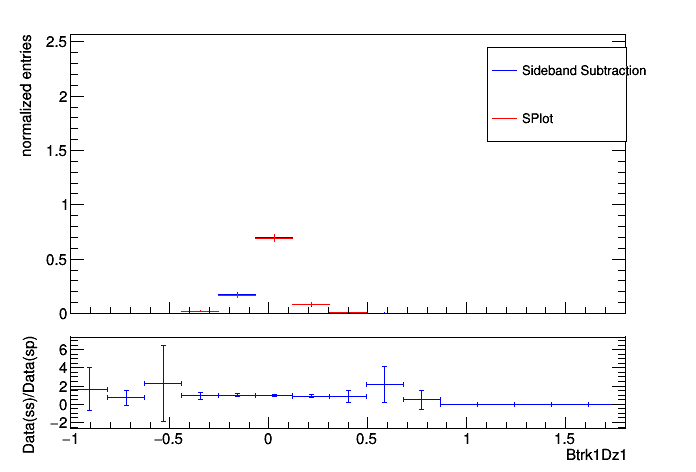 normalized entries
2.5
2
1.5
1
0.5
0
Sideband Subtraction
SPlot
Data(ss)/Data(sp)
6
4
2
0
−2
−1 −0.5 0 0.5 1 1.5
Btrk1Dz1